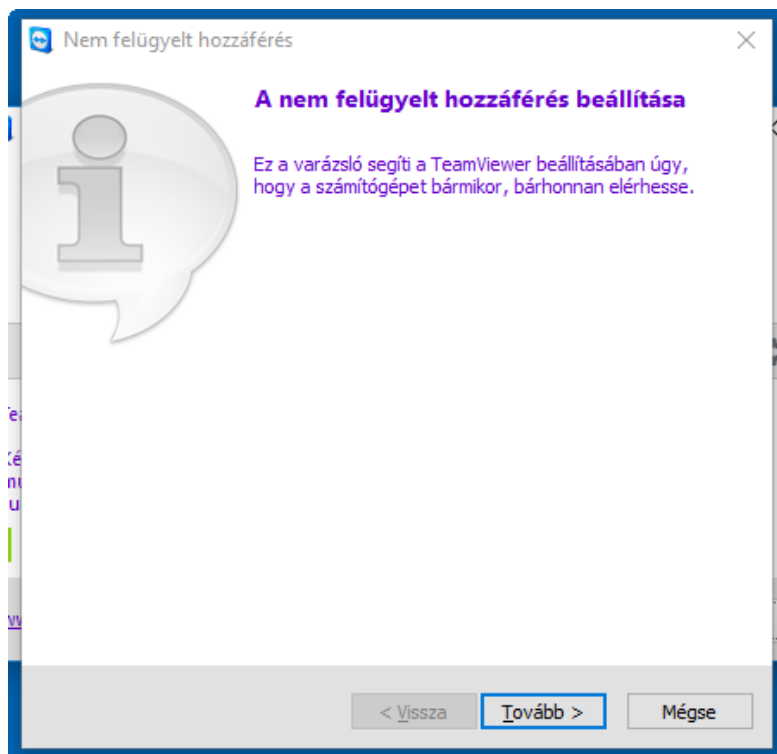 Nem felügyelt hozzáférés
A nem felügyelt hozzáférés beállítása
Ez a varázsló segíti a TeamViewer beállításában úgy,
hogy a számítógépet bármikor, bárhonnan elérhesse.
< Vissza
Tovább >
Mégse